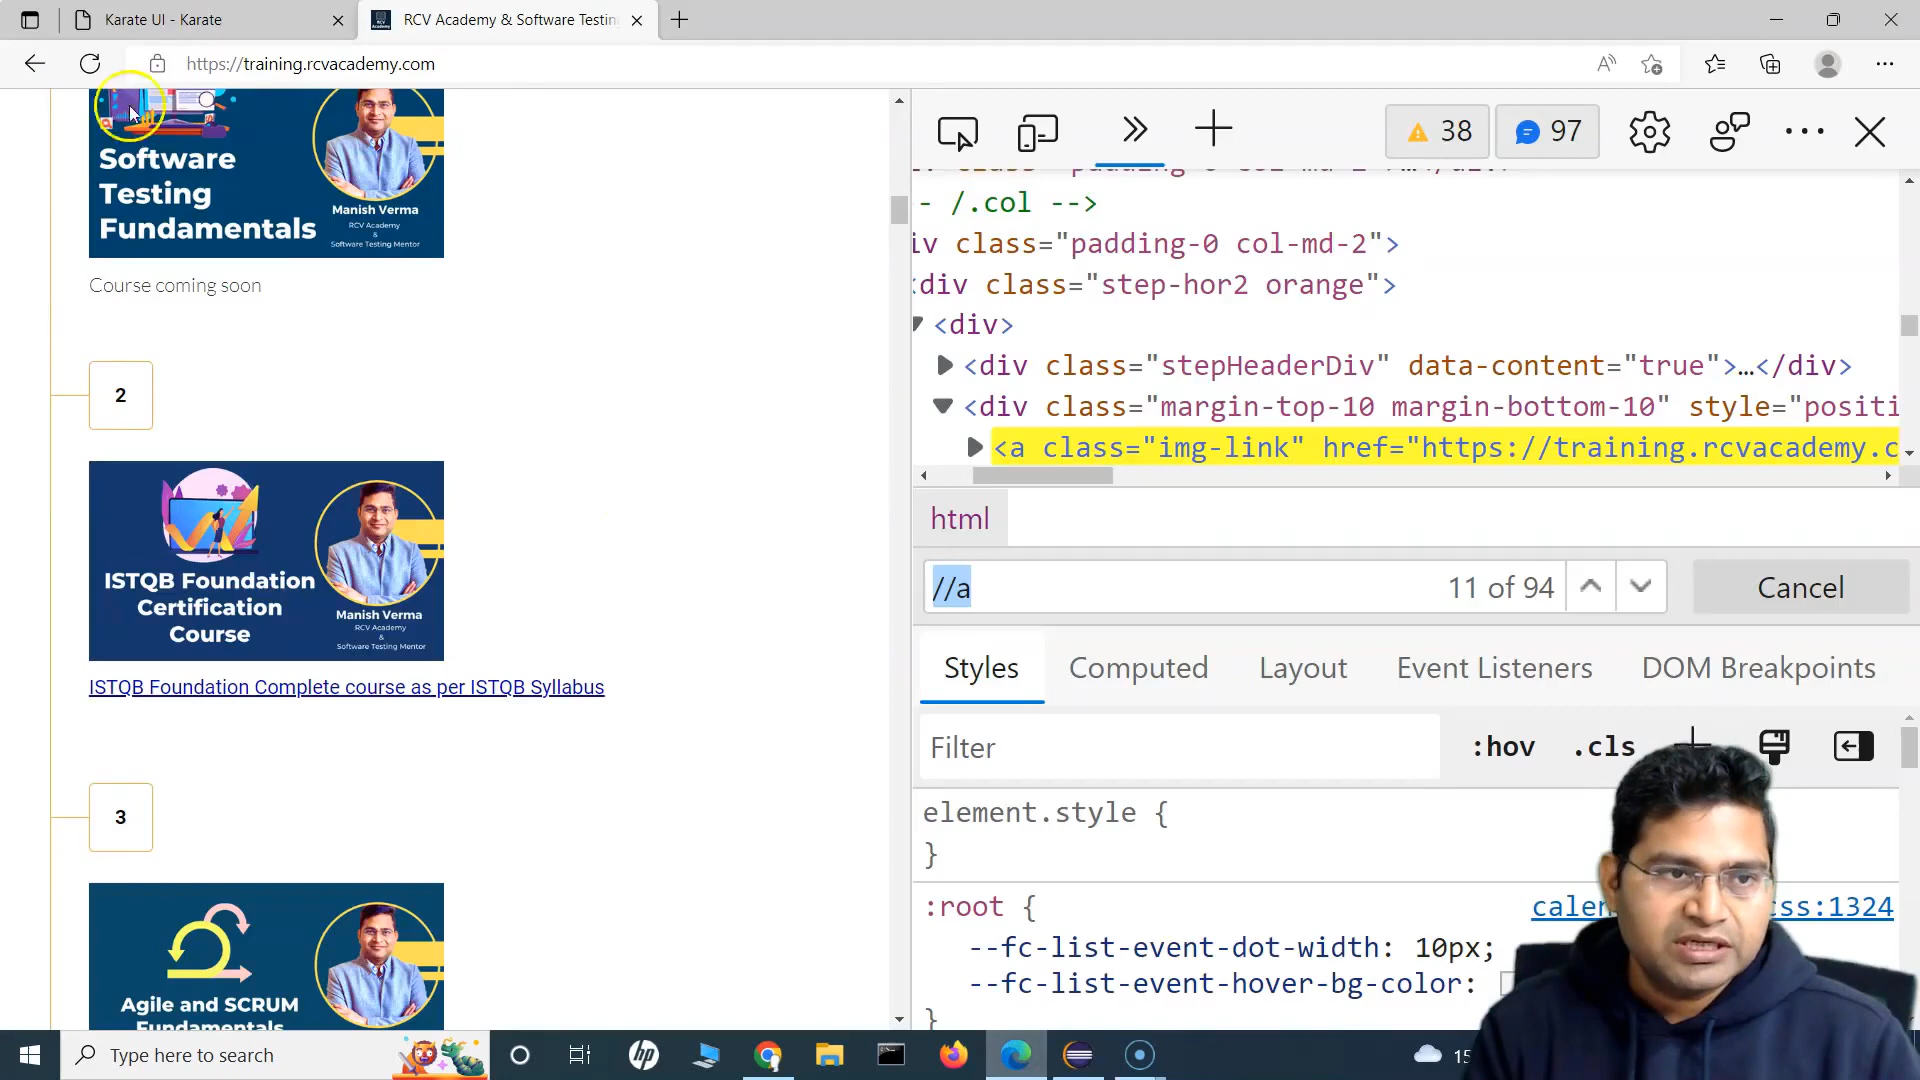 Karate UI - Karate
RCV Academy & Software Testin
https://training.rcvacademy.com
Software
Testing
Fundamentals
Manish Verma
RCV Academy
&
Software Testing Mentor
Course coming soon
2
ISTQB Foundation
Certification
Course
Manish Verma
RCV Academy
&
Software Testing Mentor
ISTQB Foundation Complete course as per ISTQB Syllabus
3
Agile and SCRUM
Fundamentals
38
97
- /.col -->
iv class="padding-0 col-md-2">
<div class="step-hor2 orange">
<div>
<div class="stepHeaderDiv" data-content="true">…</div>
<div class="margin-top-10 margin-bottom-10" style="positi
<a class="img-link" href="https://training.rcvacademy.c
html
//a
11 of 94
Cancel
Styles
Computed
Layout
Event Listeners
DOM Breakpoints
Filter
:hov
.cls
element.style {
}
:root {
calen
ss:1324
--fc-list-event-dot-width: 10px;
--fc-list-event-hover-bg-color:
}
Type here to search
hp
15